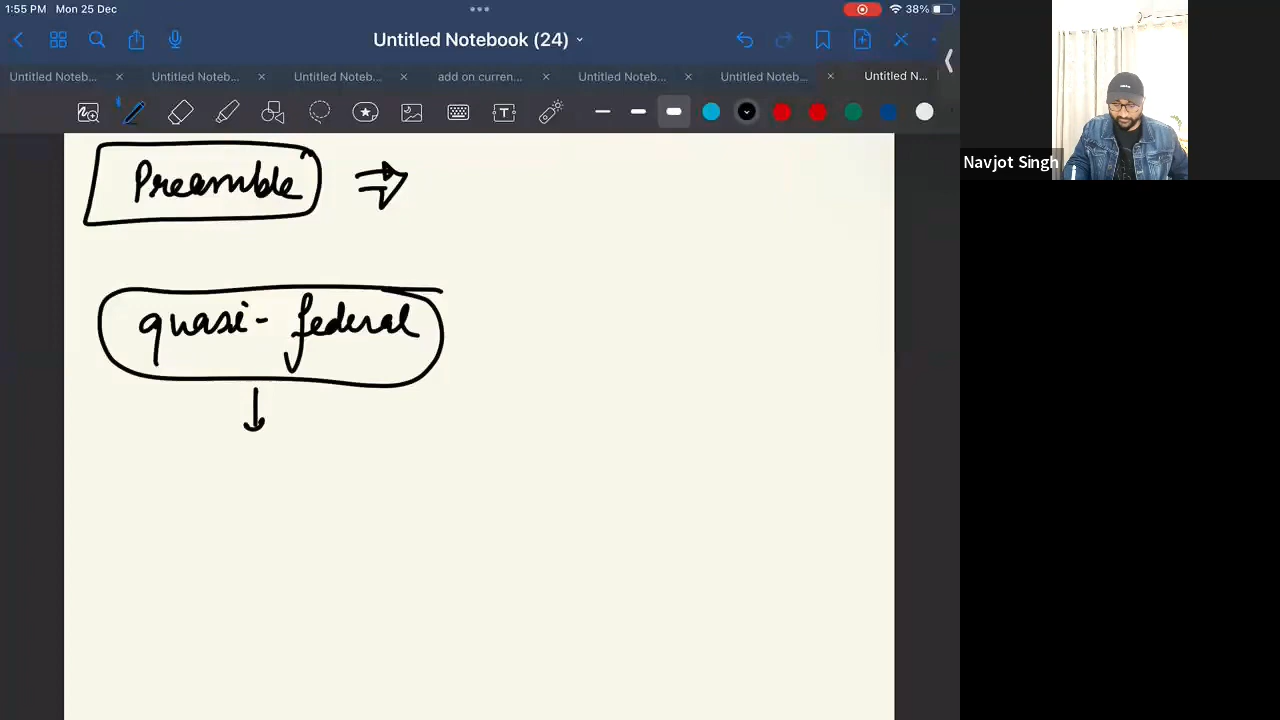 1:55 PM Mon 25 Dec
38%
Untitled Notebook (24)
Untitled Noteb...
Untitled Noteb...
Untitled Noteb...
add on curren...
Untitled Noteb...
Untitled Noteb...
Untitled N...
T
Preamble
quasi- federal
Navjot Singh